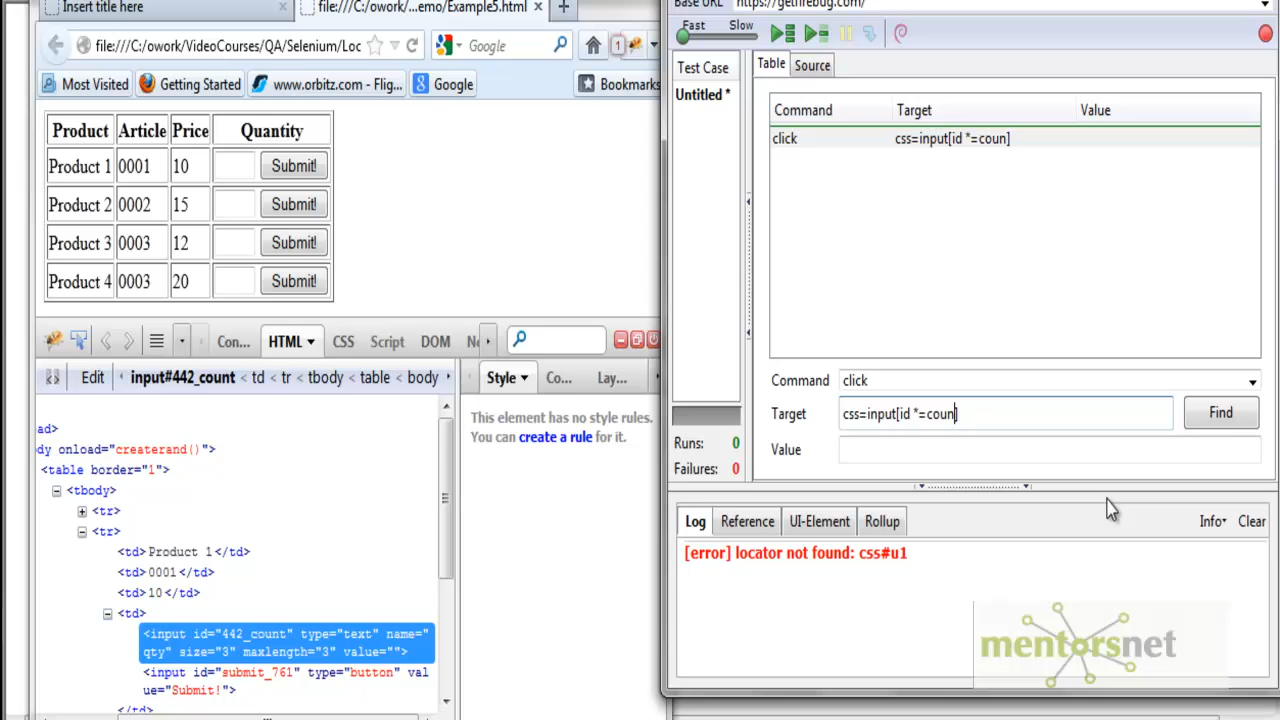 Insert title here
file:///C:/owork/...emo/Example5.html
file:///C:/owork/VideoCourses/QA/Selenium/Loc
Google
1
Most Visited
Getting Started
www.orbitz.com - Flig...
Google
Bookmarks
Product Article Price Quantity
Product 1 0001 10 Submit!
Product 2 0002 15 Submit!
Product 3 0003 12 Submit!
Product 4 0003 20 Submit!
Con... HTML CSS Script DOM
Edit input#442_count < td < tr < tbody < table < body
ad>
dy onload="createrand()">
<table border="1">
<tbody>
<tr>
<tr>
<td>Product 1</td>
<td>0001</td>
<td>10</td>
<td>
<input id="442_count" type="text" name="
qty" size="3" maxlength="3" value="">
<input id="submit_761" type="button" val
ue="Submit!">
</td>
Style Co... Lay...
This element has no style rules.
You can create a rule for it.
Base URL https://getfirebug.com/
Fast Slow
Test Case
Untitled *
Table Source
Command Target Value
click css=input[id *=coun]
Command click
Target css=input[id *=coun] Find
Value
Runs: 0
Failures: 0
Log Reference UI-Element Rollup Info Clear
[error] locator not found: css#u1
mentorsnet